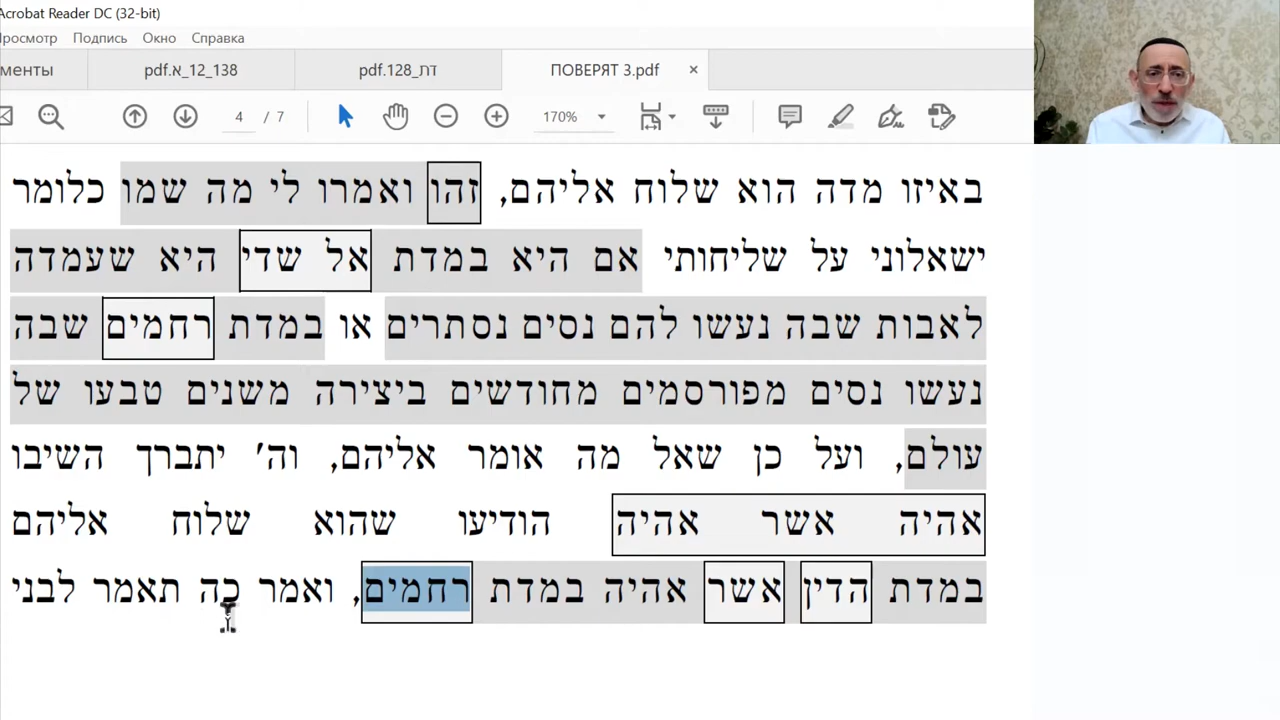 Acrobat Reader DC (32-bit)
Просмотр Подпись Окно Справка
менты pdf.א_12_138 pdf.128_דת ПОВЕРЯТ 3.pdf ×
4 / 7 170%
באיזו מדה הוא שלוח אליהם, זהו ואמרו לי מה שמו כלומר
ישאלוני על שליחותי אם היא במדת אל שדי היא שעמדה
לאבות שבה נעשו להם נסים נסתרים או במדת רחמים שבה
נעשו נסים מפורסמים מחודשים ביצירה משנים טבעו של
עולם, ועל כן שאל מה אומר אליהם, וה' יתברך השיבו
אהיה אשר אהיה הודיעו שהוא שלוח אליהם
במדת הדין אשר אהיה במדת רחמים, ואמר כה תאמר לבני